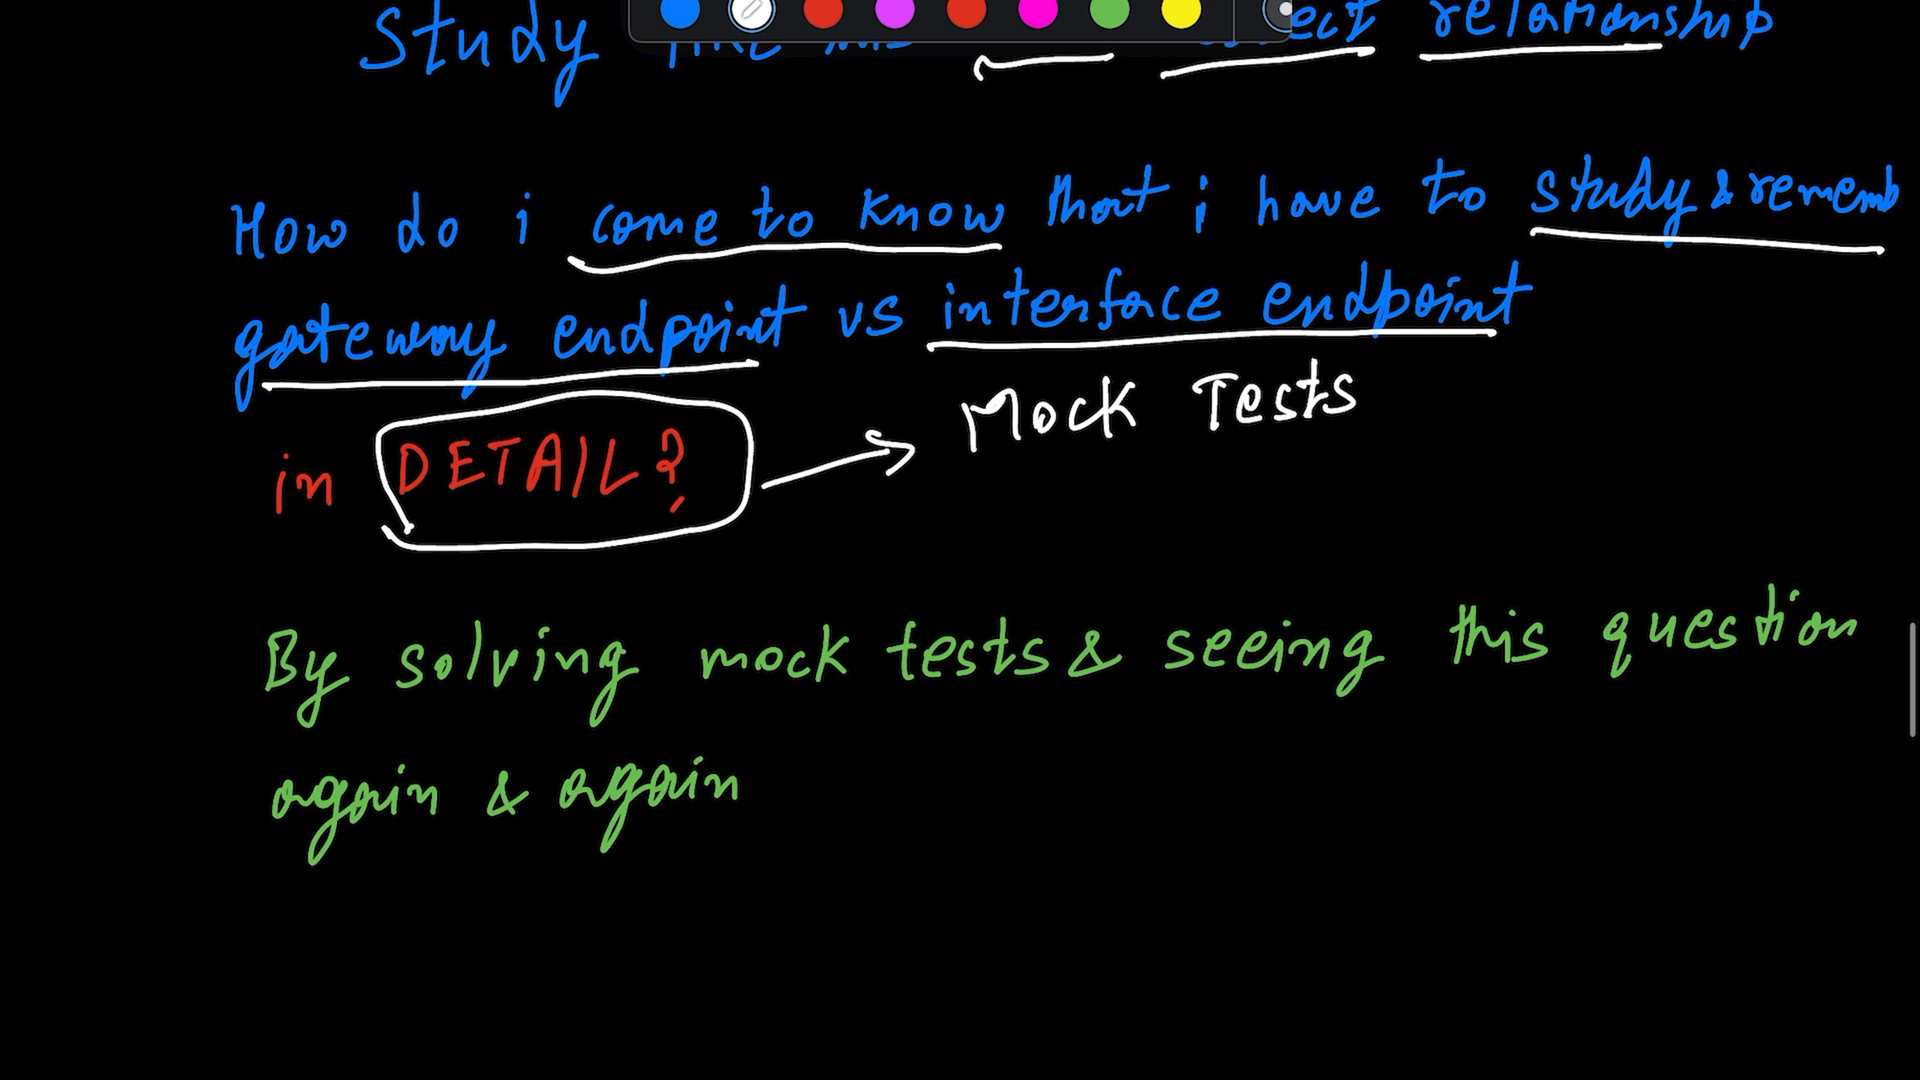 Study
relationship
How do i come to know that i have to study & rememb
gateway endpoint vs interface endpoint
Mock Tests
in DETAIL?
By solving mock tests & seeing this question
again & again